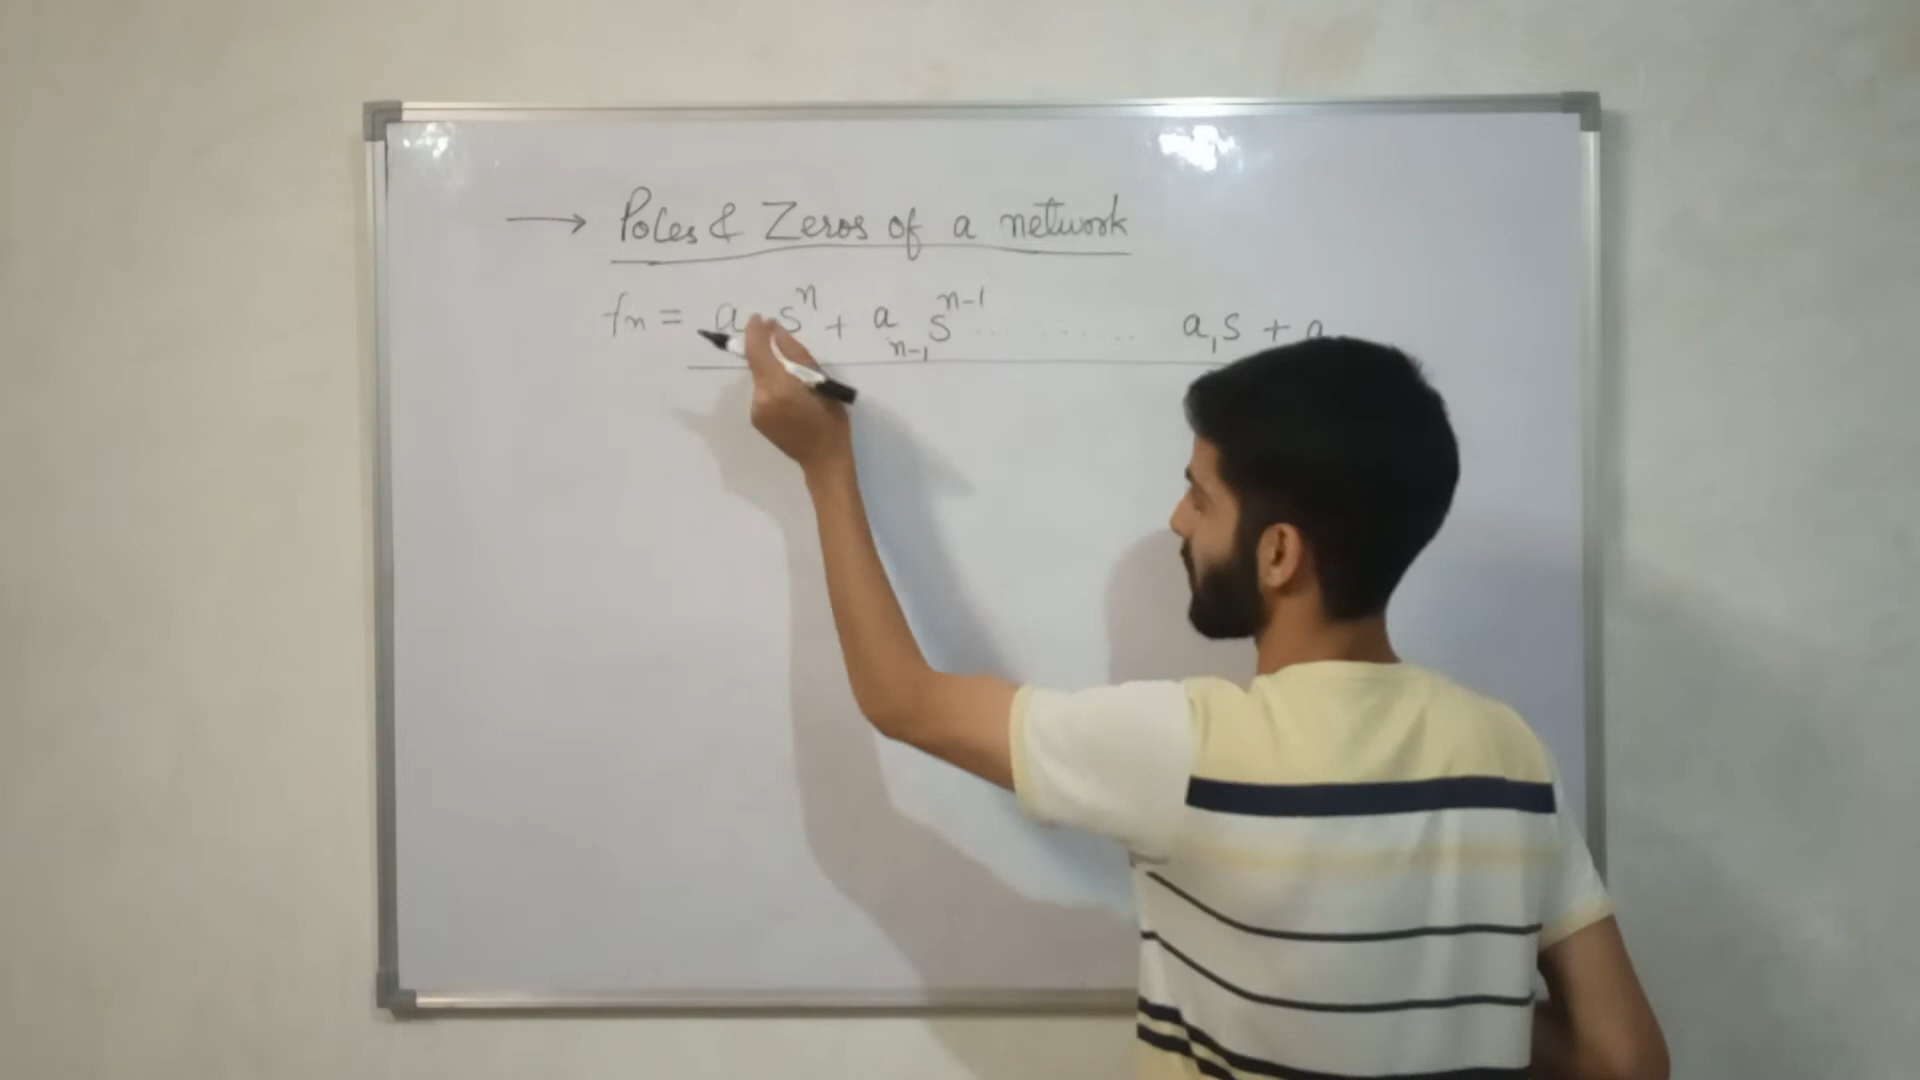 → Poles & Zeros of a network
fn = a s^n + a_{n-1} s^{n-1} ......... a_1 s + a